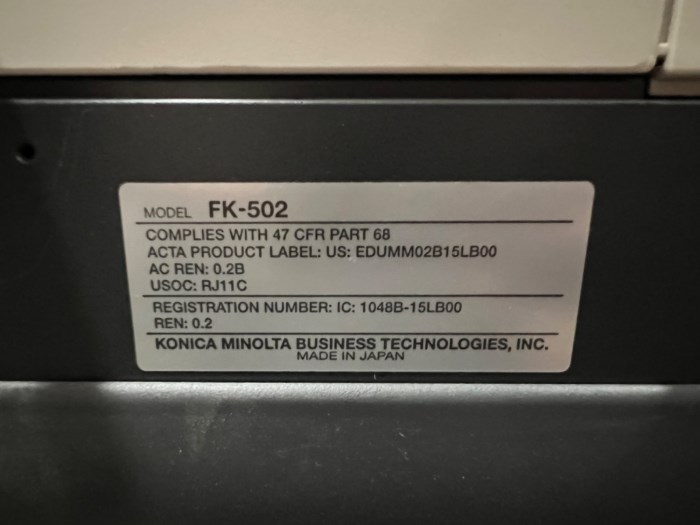 MODEL FK-502
COMPLIES WITH 47 CFR PART 68
ACTA PRODUCT LABEL: US: EDUMM02B15LB00
AC REN: 0.2B
USOC: RJ11C
REGISTRATION NUMBER: IC: 1048B-15LB00
REN: 0.2
KONICA MINOLTA BUSINESS TECHNOLOGIES, INC.
MADE IN JAPAN